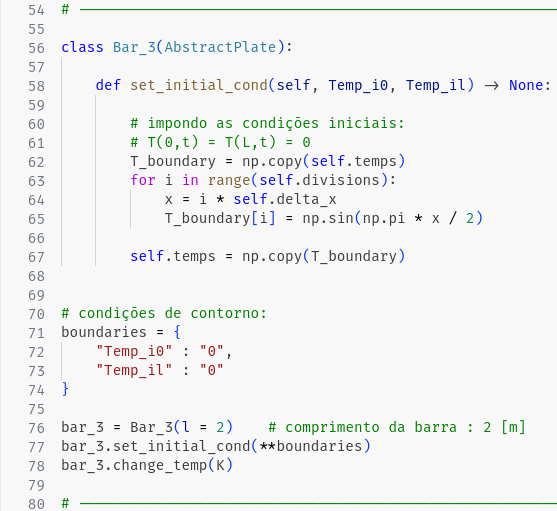 54 # ────────────────────────────────
55
56 class Bar_3(AbstractPlate):
57
58     def set_initial_cond(self, Temp_i0, Temp_il) -> None:
59
60         # impondo as condições iniciais:
61         # T(0,t) = T(L,t) = 0
62         T_boundary = np.copy(self.temps)
63         for i in range(self.divisions):
64             x = i * self.delta_x
65             T_boundary[i] = np.sin(np.pi * x / 2)
66
67         self.temps = np.copy(T_boundary)
68
69
70 # condições de contorno:
71 boundaries = {
72     "Temp_i0" : "0",
73     "Temp_il" : "0"
74 }
75
76 bar_3 = Bar_3(l = 2)    # comprimento da barra : 2 [m]
77 bar_3.set_initial_cond(**boundaries)
78 bar_3.change_temp(K)
79
80 # ────────────────────────────────